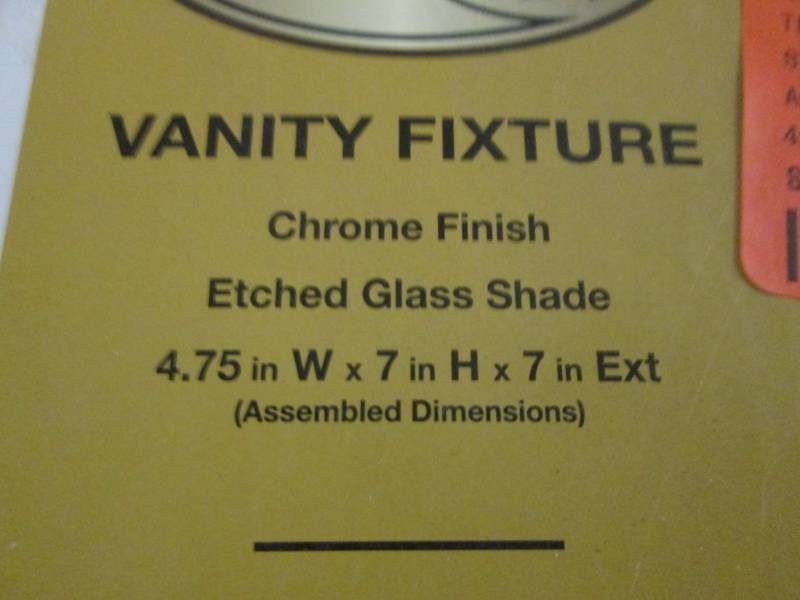 VANITY FIXTURE
Chrome Finish
Etched Glass Shade
4.75 in W x 7 in H x 7 in Ext
(Assembled Dimensions)